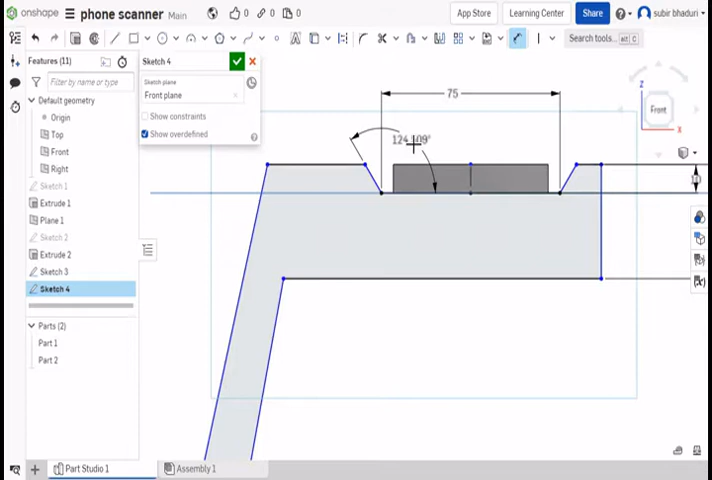 onshape phone scanner Main 0 0 0 App Store Learning Center Share subir bhaduri
Search tools... alt C
Features (11)
Filter by name or type
Default geometry
Origin
Top
Front
Right
Sketch 1
Extrude 1
Plane 1
Sketch 2
Extrude 2
Sketch 3
Sketch 4
Parts (2)
Part 1
Part 2
Sketch 4
Sketch plane
Front plane
Show constraints
Show overdefined
75
Z
Front
X
Part Studio 1
Assembly 1